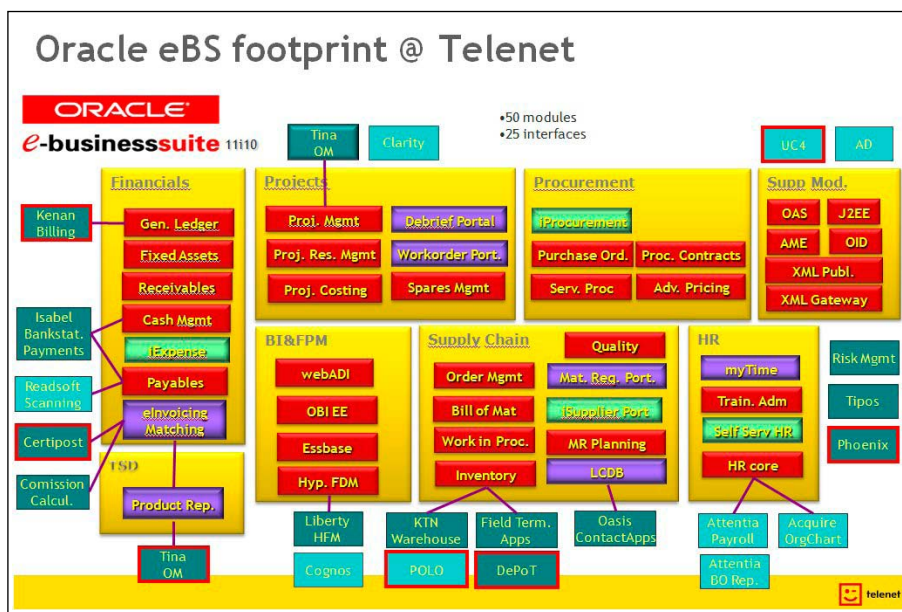 Oracle eBS footprint @ Telenet
ORACLE®
e-businesssuite 11i10
•50 modules
•25 interfaces
Tina
OM
Clarity
UC4
AD
Kenan
Billing
Isabel
Bankstat.
Payments
Readsoft
Scanning
Certipost
Comission
Calcul.
Financials
Gen. Ledger
Fixed Assets
Receivables
Cash Mgmt
iExpense
Payables
eInvoicing
Matching
TSD
Product Rep.
Tina
OM
Projects
Proj. Mgmt
Debrief Portal
Proj. Res. Mgmt
Workorder Port.
Proj. Costing
Spares Mgmt
Procurement
iProcurement
Purchase Ord.
Proc. Contracts
Serv. Proc
Adv. Pricing
Supp Mod.
OAS
J2EE
AME
OID
XML Publ.
XML Gateway
BI&FPM
webADI
OBI EE
Essbase
Hyp. FDM
Liberty
HFM
Cognos
Supply Chain
Quality
Order Mgmt
Mat. Req. Port.
Bill of Mat
iSupplier Port
Work in Proc.
MR Planning
Inventory
LCDB
KTN
Warehouse
Field Term.
Apps
Oasis
ContactApps
POLO
DePoT
HR
myTime
Train. Adm
Self Serv HR
HR core
Attentia
Payroll
Acquire
OrgChart
Attentia
BO Rep.
Risk Mgmt
Tipos
Phoenix
telenet